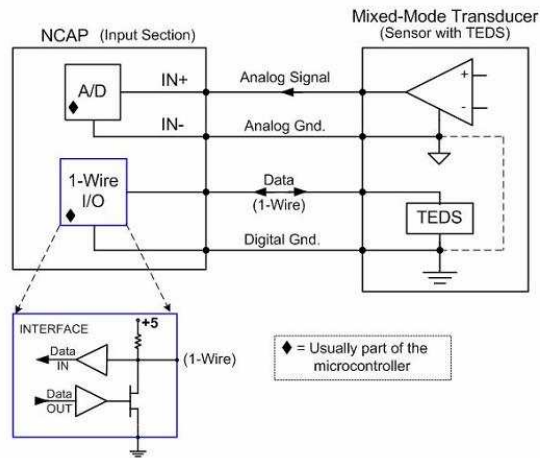 Mixed-Mode Transducer
(Sensor with TEDS)
NCAP (Input Section)
A/D
IN+
Analog Signal
+
-
IN-
Analog Gnd.
1-Wire
I/O
Data
(1-Wire)
TEDS
Digital Gnd.
INTERFACE
+5
Data
IN
(1-Wire)
Data
OUT
♦ = Usually part of the
microcontroller